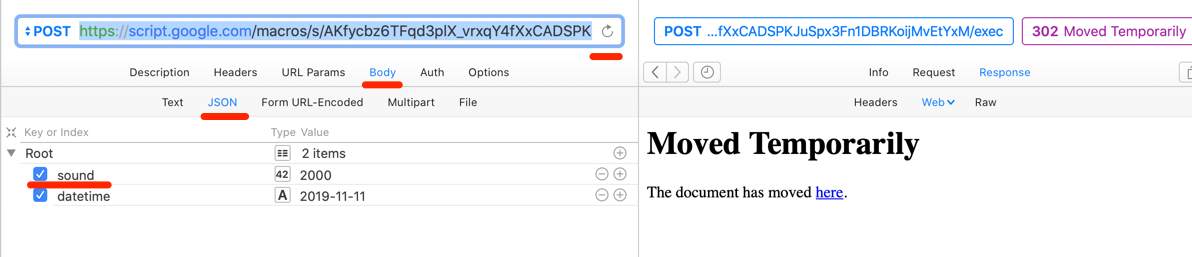 POST https://script.google.com/macros/s/AKfycbz6TFqd3plX_vrxqY4fXxCADSPK
Description Headers URL Params Body Auth Options
Text JSON Form URL-Encoded Multipart File
Key or Index Type Value
Root 2 items
sound 42 2000
datetime A 2019-11-11
POST ...fXxCADSPKJuSpx3Fn1DBRKoijMvEtYxM/exec 302 Moved Temporarily
Info Request Response
Headers Web Raw
Moved Temporarily
The document has moved here.